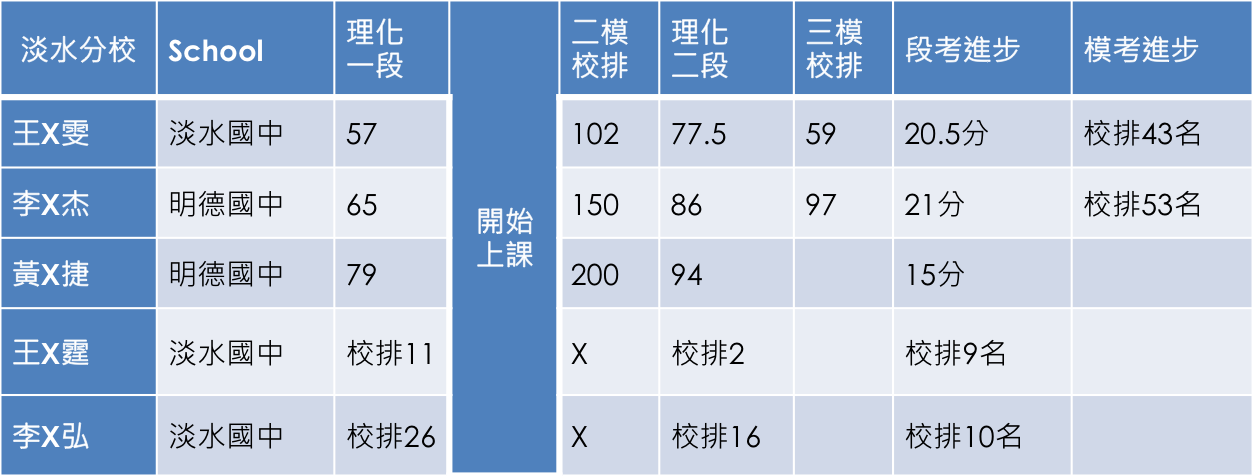 淡水分校 School 理化一段 二模校排 理化二段 三模校排 段考進步 模考進步
開始上課
王X雯 淡水國中 57 102 77.5 59 20.5分 校排43名
李X杰 明德國中 65 150 86 97 21分 校排53名
黃X捷 明德國中 79 200 94 15分
王X霆 淡水國中 校排11 X 校排2 校排9名
李X弘 淡水國中 校排26 X 校排16 校排10名